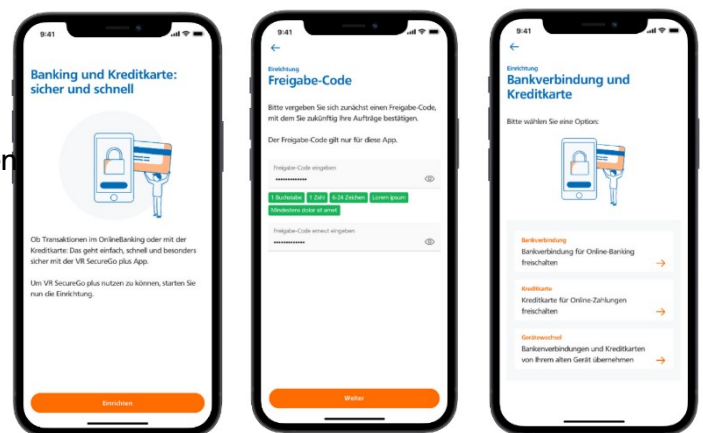 en
9:41
Banking und Kreditkarte:
sicher und schnell
Ob Transaktionen im OnlineBanking oder mit der
Kreditkarte: Das geht einfach, schnell und besonders
sicher mit der VR SecureGo plus App.
Um VR SecureGo plus nutzen zu können, starten Sie
nun die Einrichtung.
Einrichten
9:41
Einrichtung
Freigabe-Code
Bitte vergeben Sie sich zunächst einen Freigabe-Code,
mit dem Sie zukünftig Ihre Aufträge bestätigen.
Der Freigabe-Code gilt nur für diese App.
Freigabe-Code eingeben
1 Buchstabe 1 Zahl 8-24 Zeichen Lorem ipsum
Mindestens dolor sit amet
Freigabe-Code erneut eingeben
Weiter
9:41
Einrichtung
Bankverbindung und
Kreditkarte
Bitte wählen Sie eine Option:
Bankverbindung
Bankverbindung für Online-Banking
freischalten
Kreditkarte
Kreditkarte für Online-Zahlungen
freischalten
Gerätewechsel
Bankenverbindungen und Kreditkarten
von Ihrem alten Gerät übernehmen